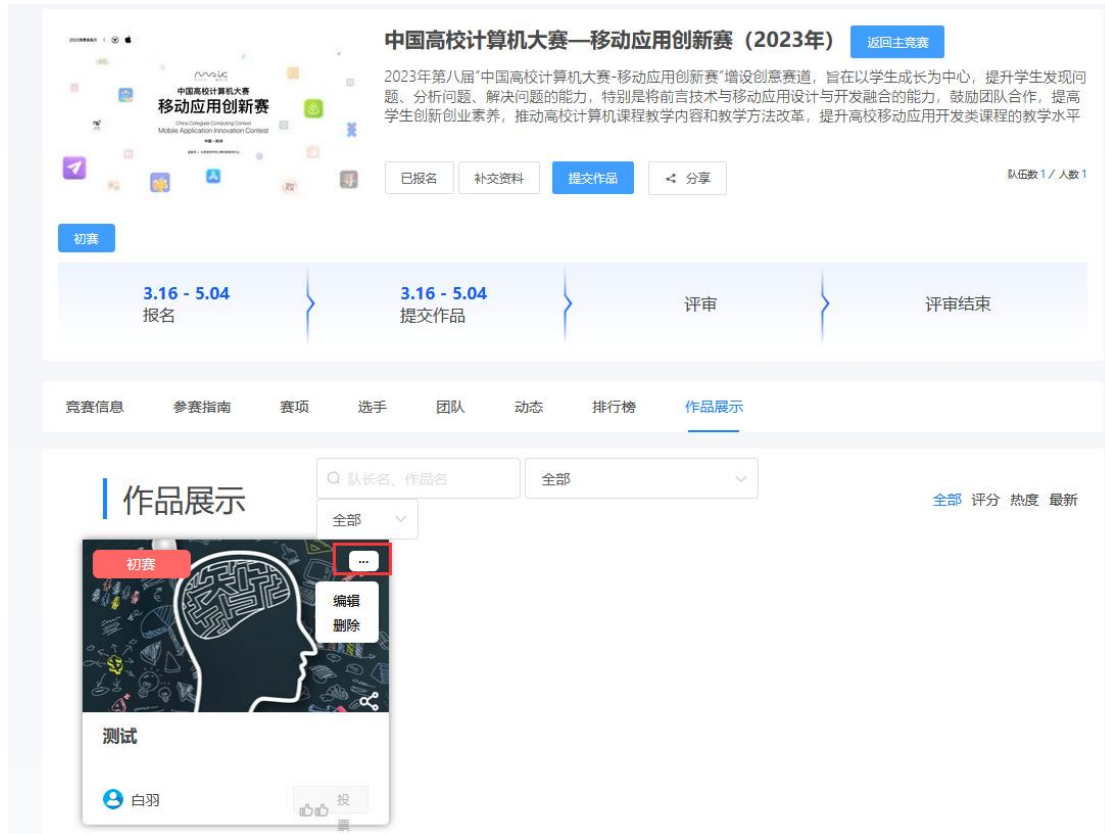 中国高校计算机大赛—移动应用创新赛（2023年） 返回主竞赛
2023年第八届“中国高校计算机大赛-移动应用创新赛”增设创意赛道，旨在以学生成长为中心，提升学生发现问
题、分析问题、解决问题的能力，特别是将前言技术与移动应用设计与开发融合的能力，鼓励团队合作，提高
学生创新创业素养，推动高校计算机课程教学内容和教学方法改革，提升高校移动应用开发类课程的教学水平
中国高校计算机大赛
移动应用创新赛
China Collegiate Computing Contest
Mobile Application Innovation Contest
已报名 补交资料 提交作品 分享
队伍数 1 / 人数 1
初赛
3.16 - 5.04
报名
3.16 - 5.04
提交作品
评审
评审结束
竞赛信息 参赛指南 赛项 选手 团队 动态 排行榜 作品展示
作品展示
队长名、作品名
全部
全部
全部 评分 热度 最新
初赛
...
编辑
删除
测试
白羽
投
票